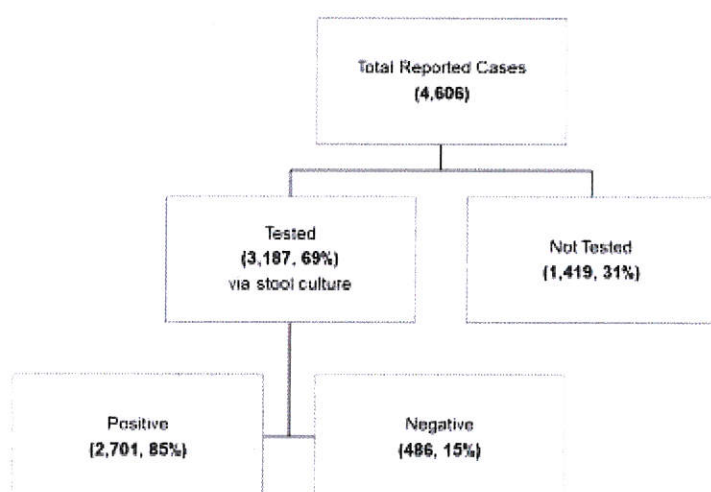 Total Reported Cases
(4,606)
Tested
(3,187, 69%)
via stool culture
Not Tested
(1,419, 31%)
Positive
(2,701, 85%)
Negative
(486, 15%)